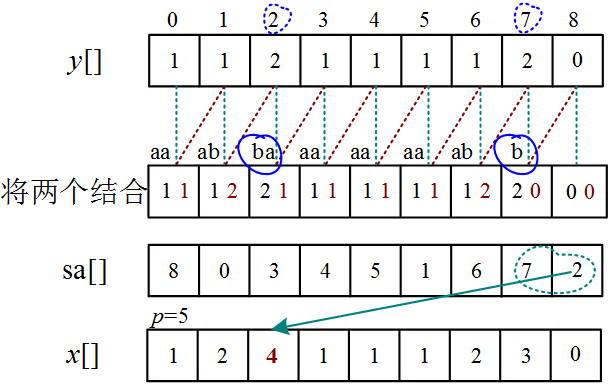 0 1 2 3 4 5 6 7 8
y[] 1 1 2 1 1 1 1 2 0
aa ab ba aa aa aa ab b
将两个结合 1 1 1 2 2 1 1 1 1 1 1 1 1 2 2 0 0 0
sa[] 8 0 3 4 5 1 6 7 2
p=5
x[] 1 2 4 1 1 1 2 3 0